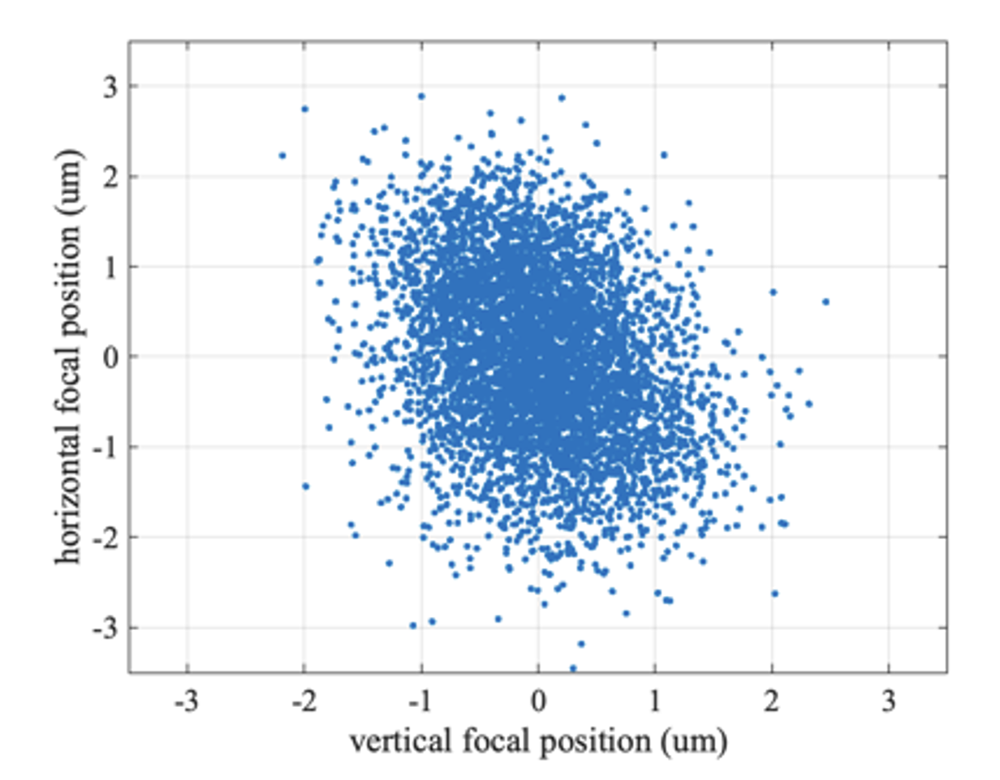 3
2
1
0
-1
-2
-3
horizontal focal position (um)
-3 -2 -1 0 1 2 3
vertical focal position (um)